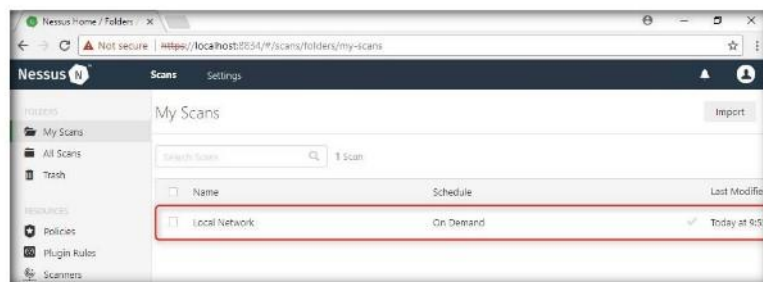 Nessus Home / Folders /
Not secure | https://localhost:8834/#/scans/folders/my-scans
Nessus N
Scans Settings
FOLDERS
My Scans
All Scans
Trash
RESOURCES
Policies
Plugin Rules
Scanners
My Scans
Import
Search Scans
1 Scan
Name Schedule Last Modifie
Local Network On Demand Today at 9:5